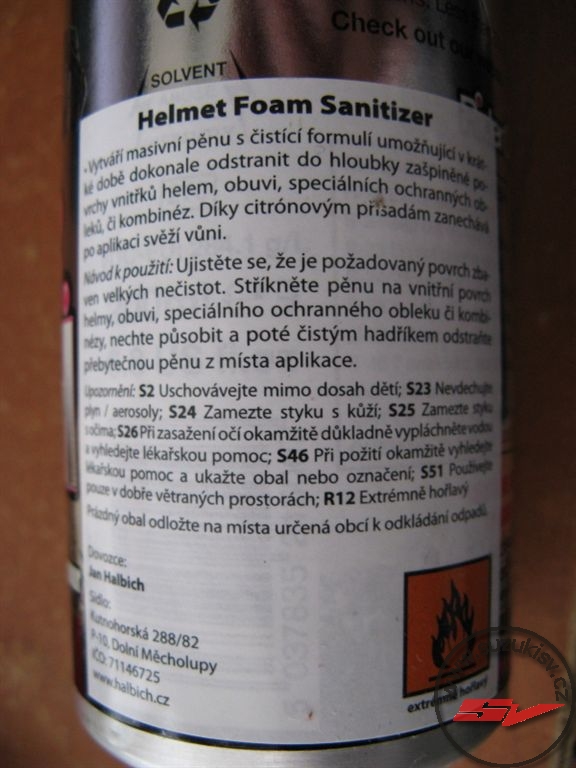 Check out ou
SOLVENT
Helmet Foam Sanitizer
- Vytváří masivní pěnu s čistící formulí umožňující v krát-
ké době dokonale odstranit do hloubky zašpiněné po-
vrchy vnitřků helem, obuvi, speciálních ochranných ob-
leků, či kombinéz. Díky citrónovým přísadám zanechává
po aplikaci svěží vůni.
Návod k použití: Ujistěte se, že je požadovaný povrch zba-
ven velkých nečistot. Stříkněte pěnu na vnitřní povrch
helmy, obuvi, speciálního ochranného obleku či kombi-
nézy, nechte působit a poté čistým hadříkem odstraňte
přebytečnou pěnu z místa aplikace.
Upozornění: S2 Uschovávejte mimo dosah dětí; S23 Nevdechujte
plyn / aerosoly; S24 Zamezte styku s kůží; S25 Zamezte styku
s očima; S26 Při zasažení očí okamžitě důkladně vypláchněte vodou
a vyhledejte lékařskou pomoc; S46 Při požití okamžitě vyhledejte
lékařskou pomoc a ukažte obal nebo označení; S51 Používejte
pouze v dobře větraných prostorách; R12 Extrémně hořlavý
Prázdný obal odložte na místa určená obcí k odkládání odpadů.
Dovozce:
Jan Halbich
Sídlo:
Kutnohorská 288/82
P-10, Dolní Měcholupy
IČO: 71146725
www.halbich.cz
extrémně hořlavý
suzukisv.cz
SV